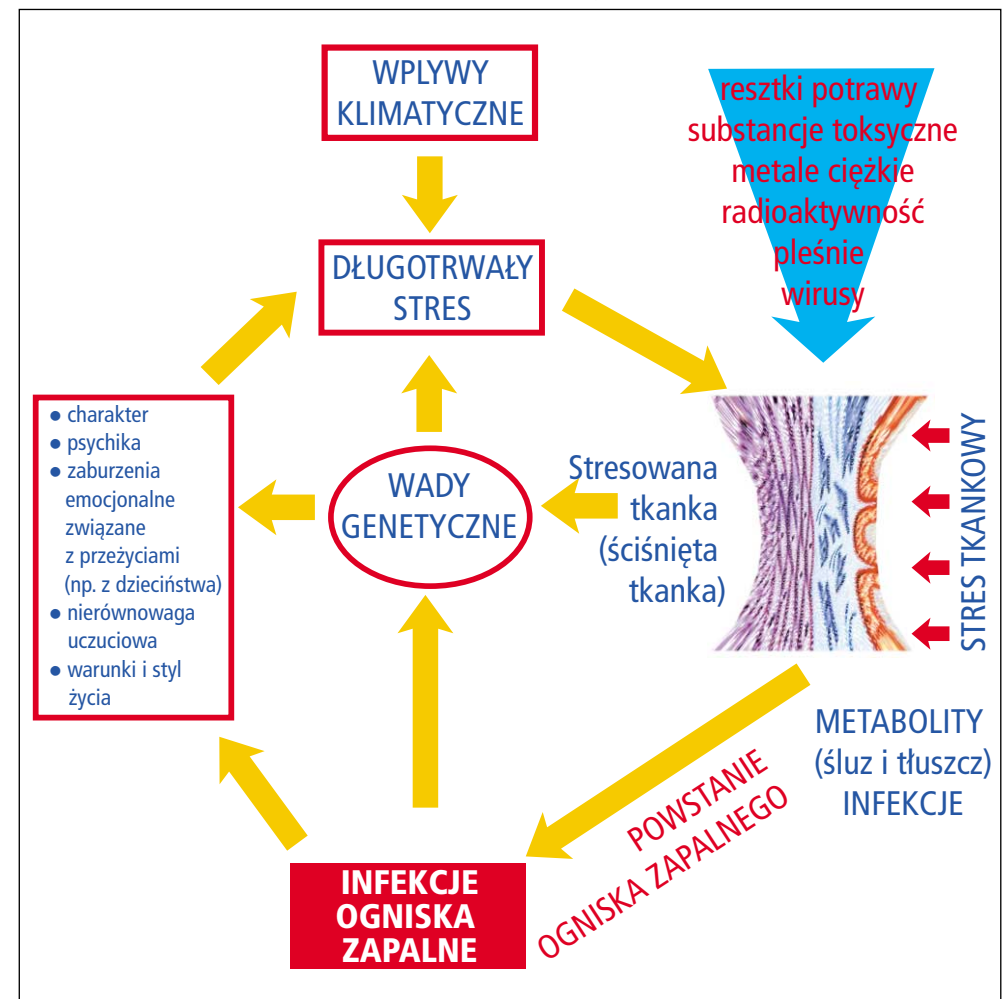 WPLYWY
KLIMATYCZNE
resztki potrawy
substancje toksyczne
metale ciężkie
radioaktywność
pleśnie
wirusy
DŁUGOTRWAŁY
STRES
● charakter
● psychika
● zaburzenia
emocjonalne
związane
z przeżyciami
(np. z dzieciństwa)
● nierównowaga
uczuciowa
● warunki i styl
życia
WADY
GENETYCZNE
Stresowana
tkanka
(ściśnięta
tkanka)
STRES TKANKOWY
METABOLITY
(śluz i tłuszcz)
INFEKCJE
POWSTANIE
OGNISKA ZAPALNEGO
INFEKCJE
OGNISKA
ZAPALNE